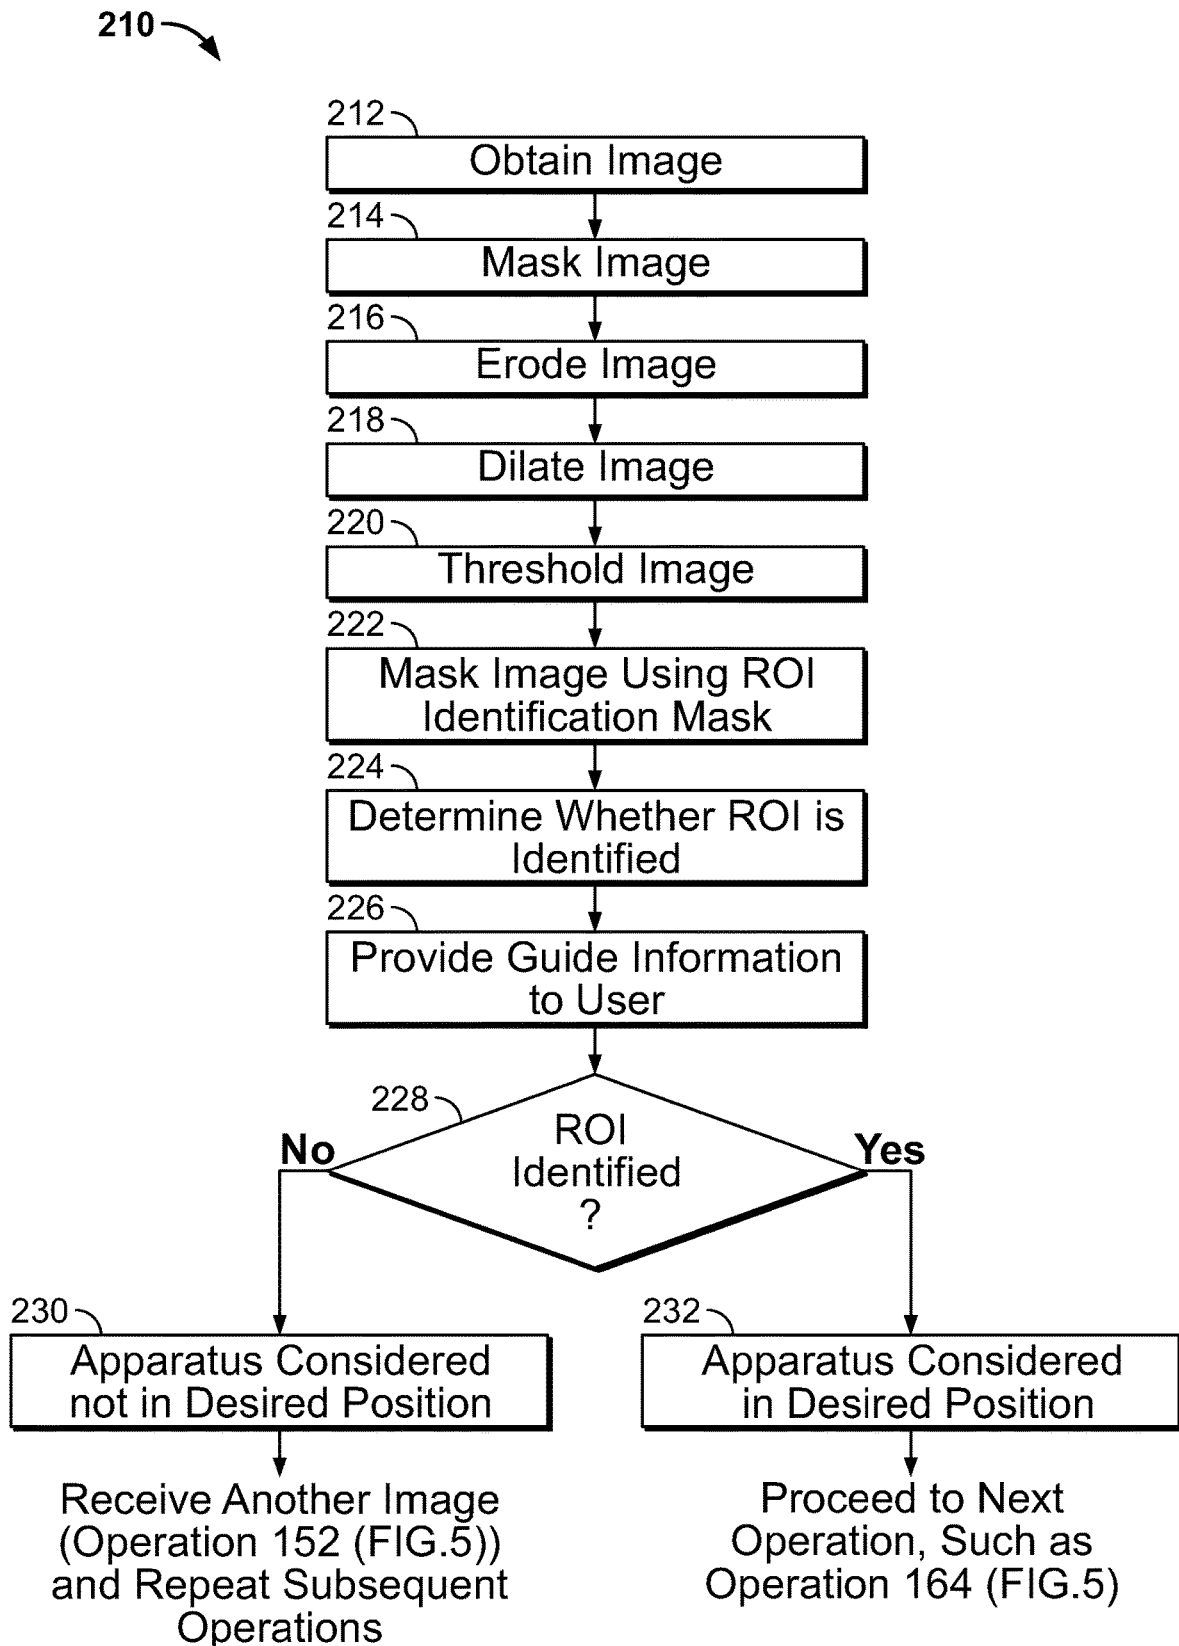 210
212
Obtain Image
214
Mask Image
216
Erode Image
218
Dilate Image
220
Threshold Image
222
Mask Image Using ROI
Identification Mask
224
Determine Whether ROI is
Identified
226
Provide Guide Information
to User
228
ROI
Identified
?
No
Yes
230
Apparatus Considered
not in Desired Position
Receive Another Image
(Operation 152 (FIG.5))
and Repeat Subsequent
Operations
232
Apparatus Considered
in Desired Position
Proceed to Next
Operation, Such as
Operation 164 (FIG.5)